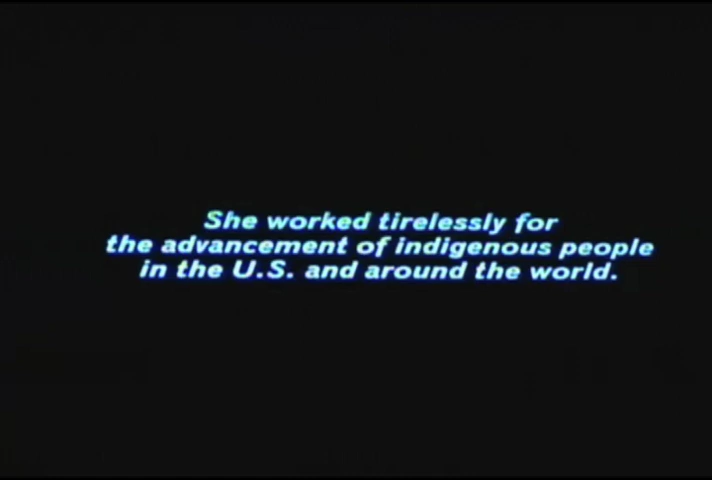 She worked tirelessly for
the advancement of indigenous people
in the U.S. and around the world.